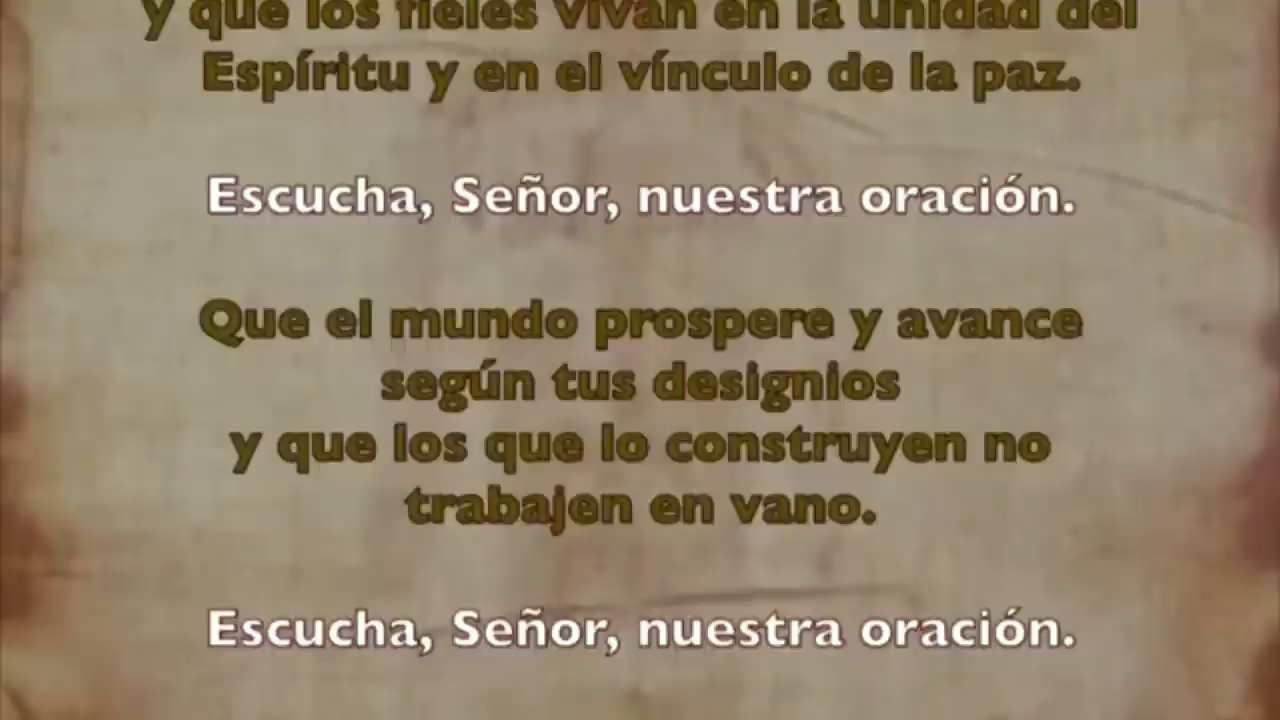 y que los fieles vivan en la unidad del
Espíritu y en el vínculo de la paz.
Escucha, Señor, nuestra oración.
Que el mundo prospere y avance
según tus designios
y que los que lo construyen no
trabajen en vano.
Escucha, Señor, nuestra oración.